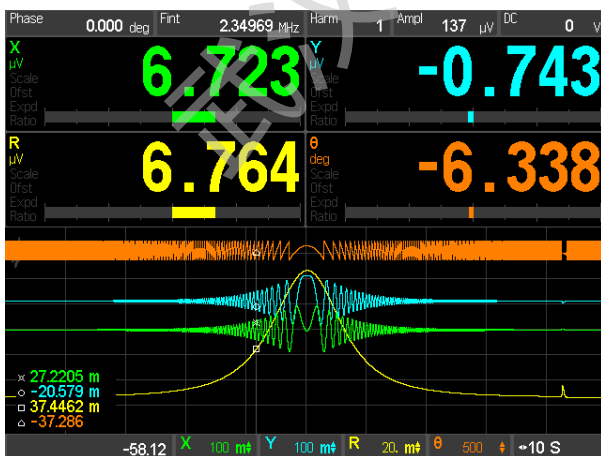 Phase 0.000 deg Fint 2.34969 MHz Harm 1 Ampl 137 μV DC 0 V
X 6.723 Y -0.743
μV μV
Scale Scale
Ofst Ofst
Expd Expd
Ratio Ratio
R 6.764 θ -6.338
μV deg
Scale Scale
Ofst Ofst
Expd Expd
Ratio Ratio
27.2205 m
-20.579 m
37.4462 m
-37.286
-58.12 X 100 m Y 100 m R 20. m θ 500 10 S